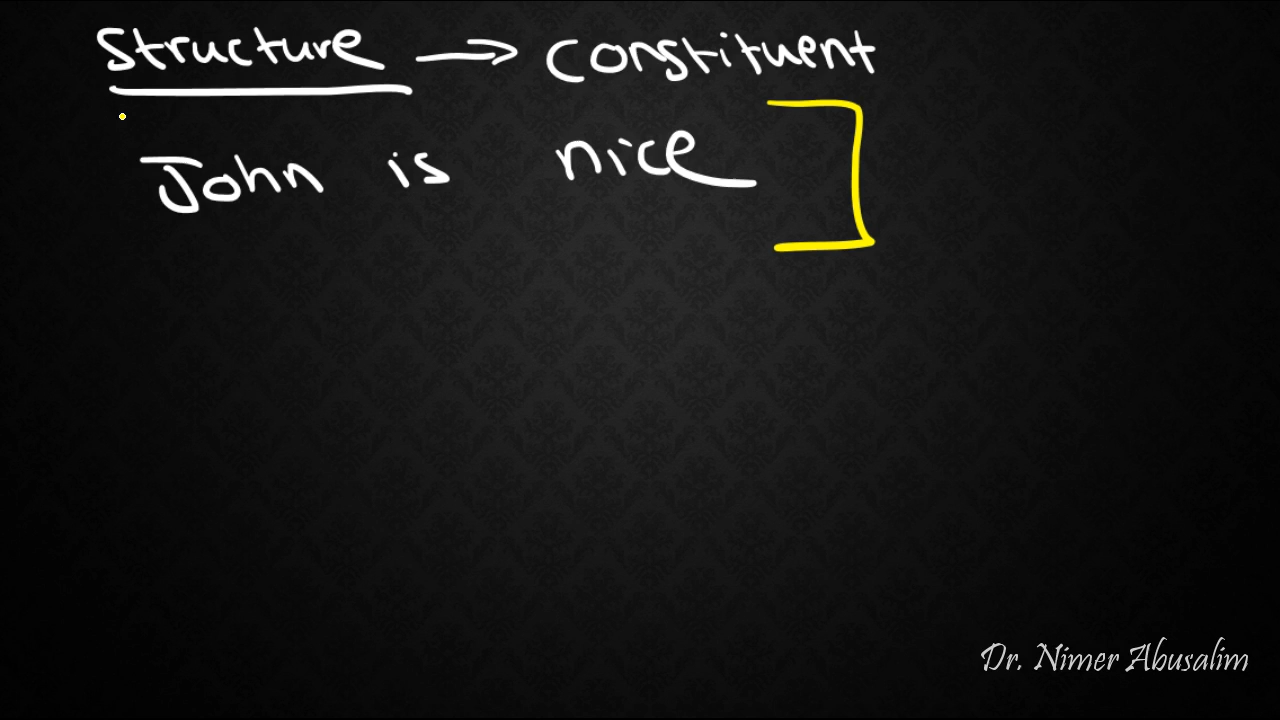 Structure → Constituent
John is nice
Dr. Nimer Abusalim